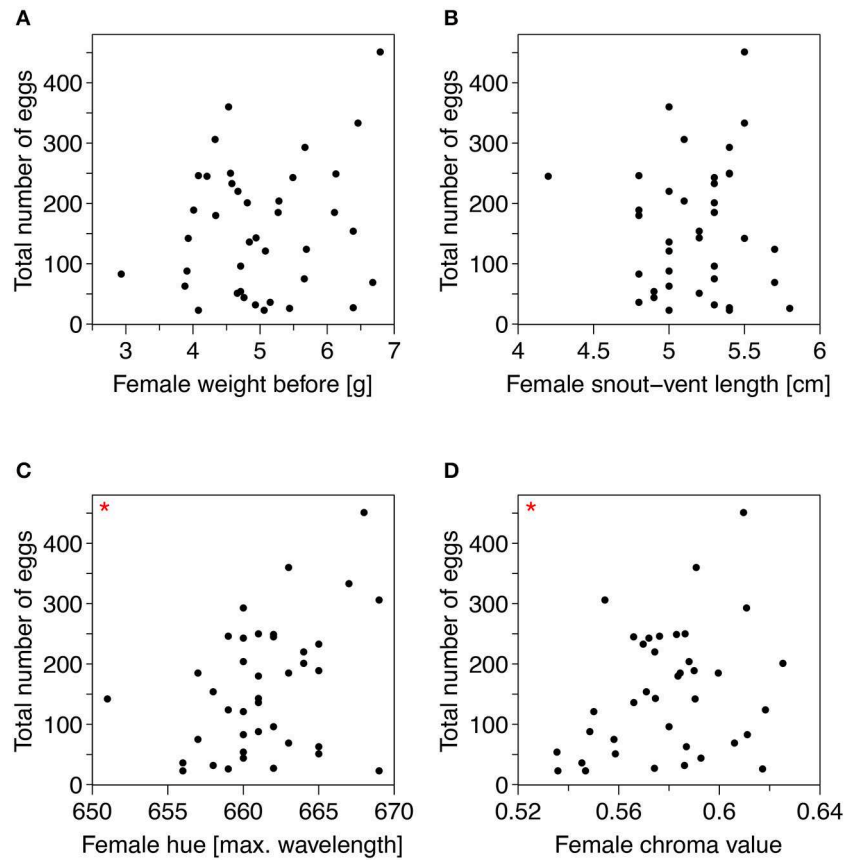 A
Total number of eggs
400
300
200
100
0
3 4 5 6 7
Female weight before [g]
B
Total number of eggs
400
300
200
100
0
4 4.5 5 5.5 6
Female snout−vent length [cm]
C
*
Total number of eggs
400
300
200
100
0
650 655 660 665 670
Female hue [max. wavelength]
D
*
Total number of eggs
400
300
200
100
0
0.52 0.56 0.6 0.64
Female chroma value